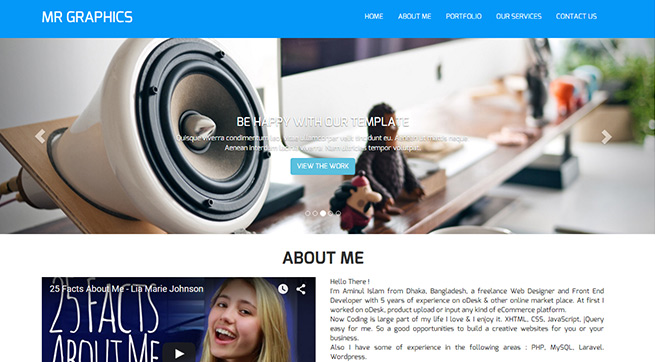 MR GRAPHICS
HOME ABOUT ME PORTFOLIO OUR SERVICES CONTACT US
BE HAPPY WITH OUR TEMPLATE
Quisque viverra condimentum velit tincidunt eu. Aenean mattis neque
Aenean interdum viverra. Nunc tempor volutpat.
VIEW THE WORK
ABOUT ME
25 Facts About Me - Lia Marie Johnson
25
FACTS
ABOUT ME
Hello There !
I'm Aminul Islam from Dhaka, Bangladesh, a freelance Web Designer and Front End
Developer with 5 years of experience on oDesk & other online market place. At first I
worked on oDesk, product upload or input any kind of eCommerce platform.
Now Coding is large part of my life I love & I enjoy it. XHTML, CSS, JavaScript, jQuery
easy for me. So a good opportunities to build a creative websites for you or your
business.
Also I have some of experience in the following areas : PHP, MySQL, Laravel,
Wordpress.